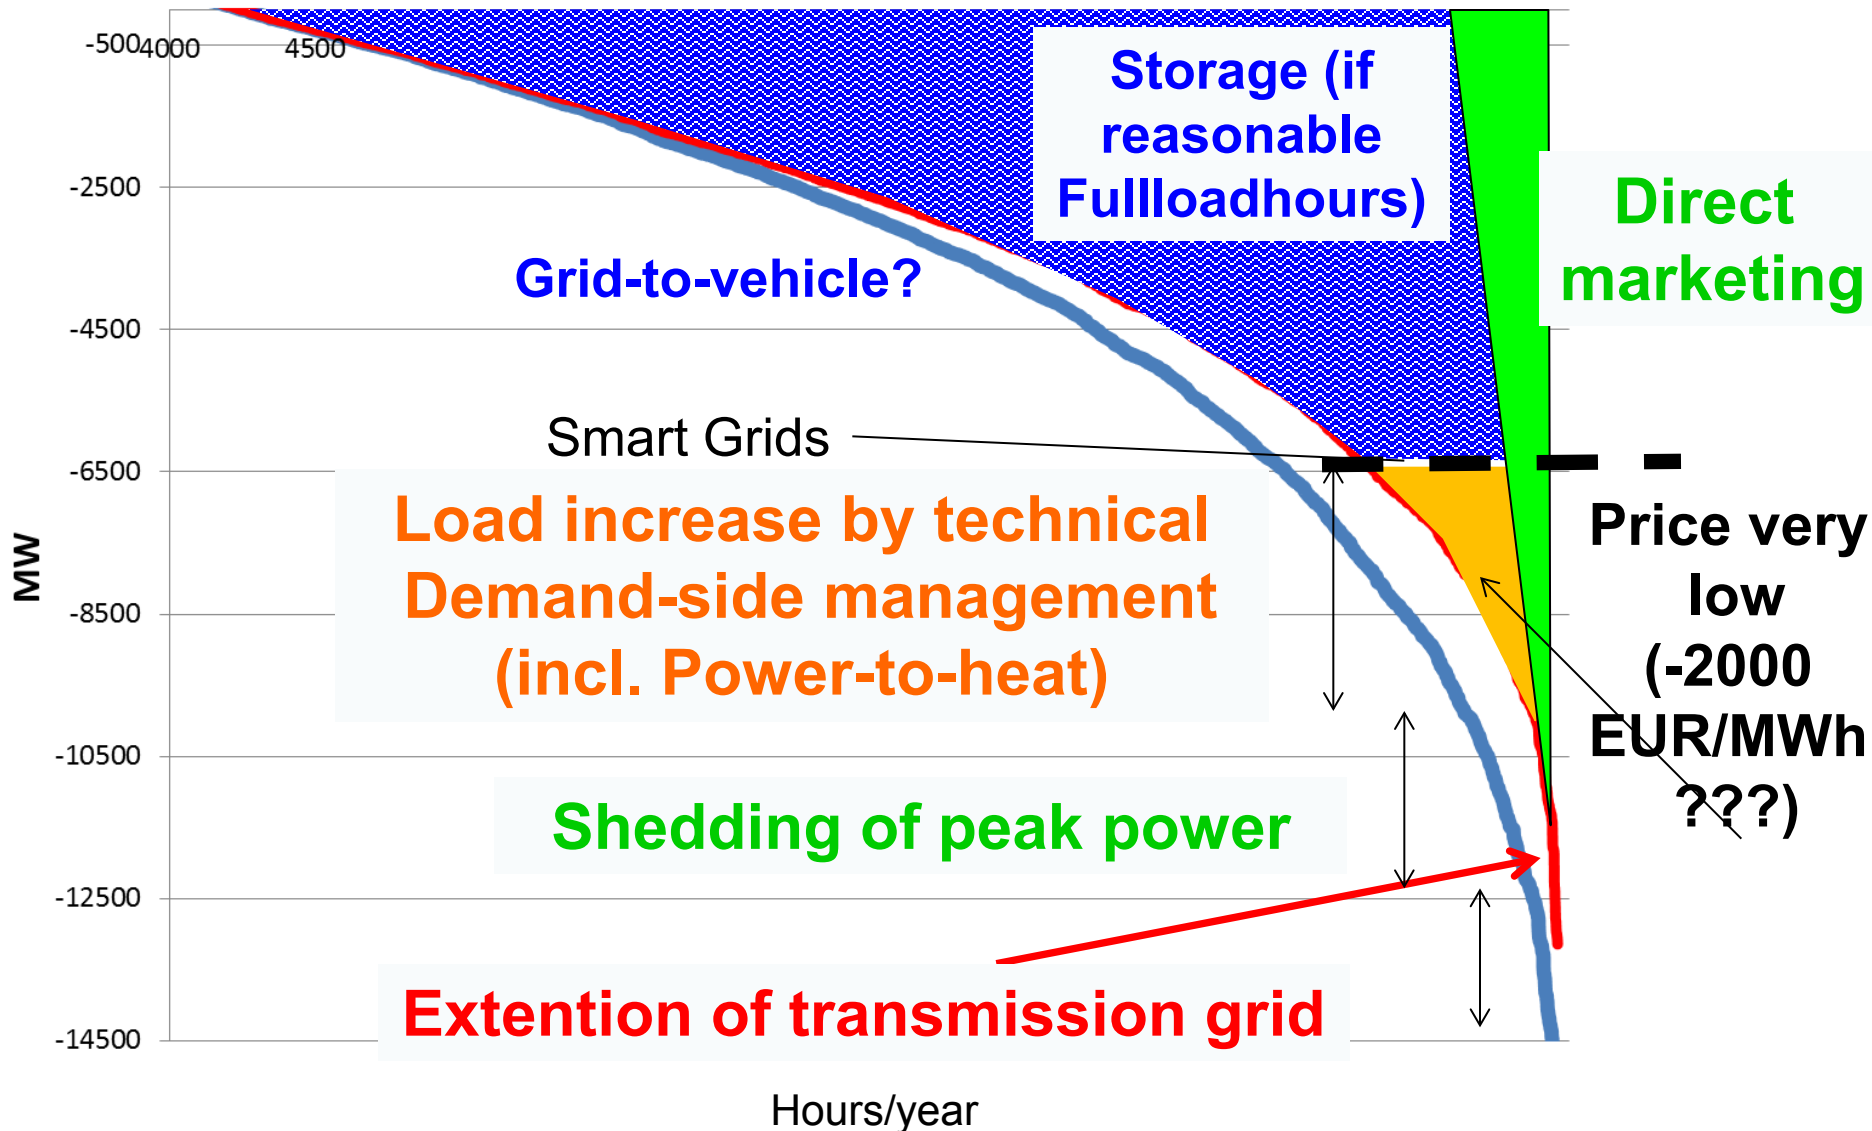 -500
4000
4500
-2500
-4500
-6500
-8500
-10500
-12500
-14500
MW
Hours/year
Storage (if
reasonable
Fullloadhours)
Direct
marketing
Grid-to-vehicle?
Smart Grids
Load increase by technical
Demand-side management
(incl. Power-to-heat)
Price very
low
(-2000
EUR/MWh
???)
Shedding of peak power
Extention of transmission grid